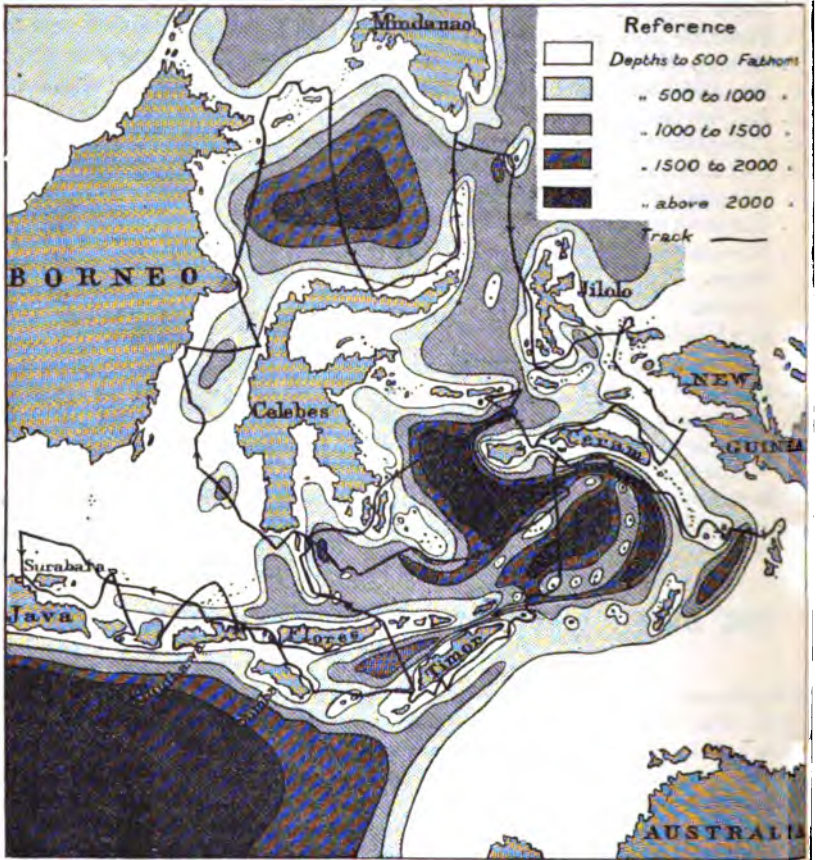 Mindanao
Reference
Depths to 500 Fathoms
„ 500 to 1000 „
„ 1000 to 1500 „
„ 1500 to 2000 „
„ above 2000 „
Track
BORNEO
Jilolo
NEW
GUINEA
Celebes
Ceram
Surabaia
Java
Flores
Timor
AUSTRALIA